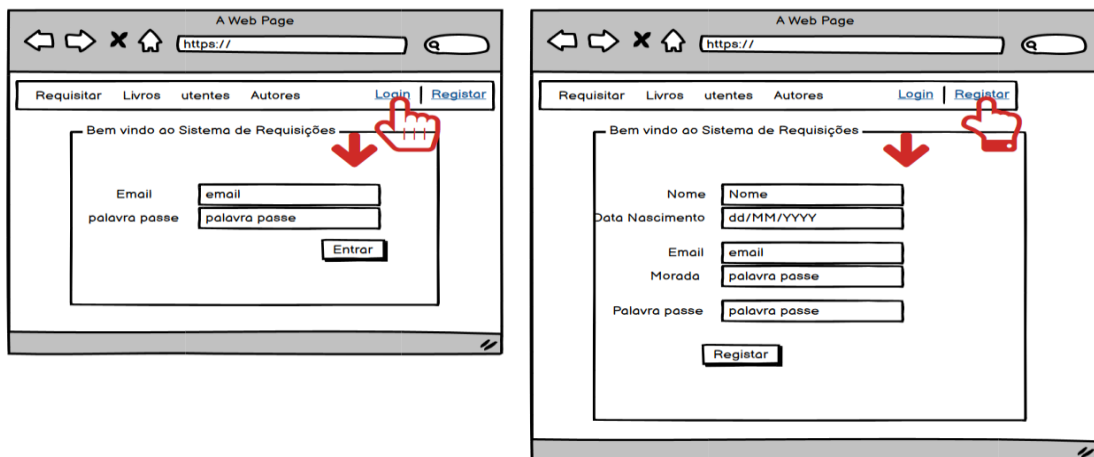 A Web Page
https://
Requisitar Livros utentes Autores Login | Registar
Bem vindo ao Sistema de Requisições
Email email
palavra passe palavra passe
Entrar
A Web Page
https://
Requisitar Livros utentes Autores Login | Registar
Bem vindo ao Sistema de Requisições
Nome Nome
Data Nascimento dd/MM/YYYY
Email email
Morada palavra passe
Palavra passe palavra passe
Registar